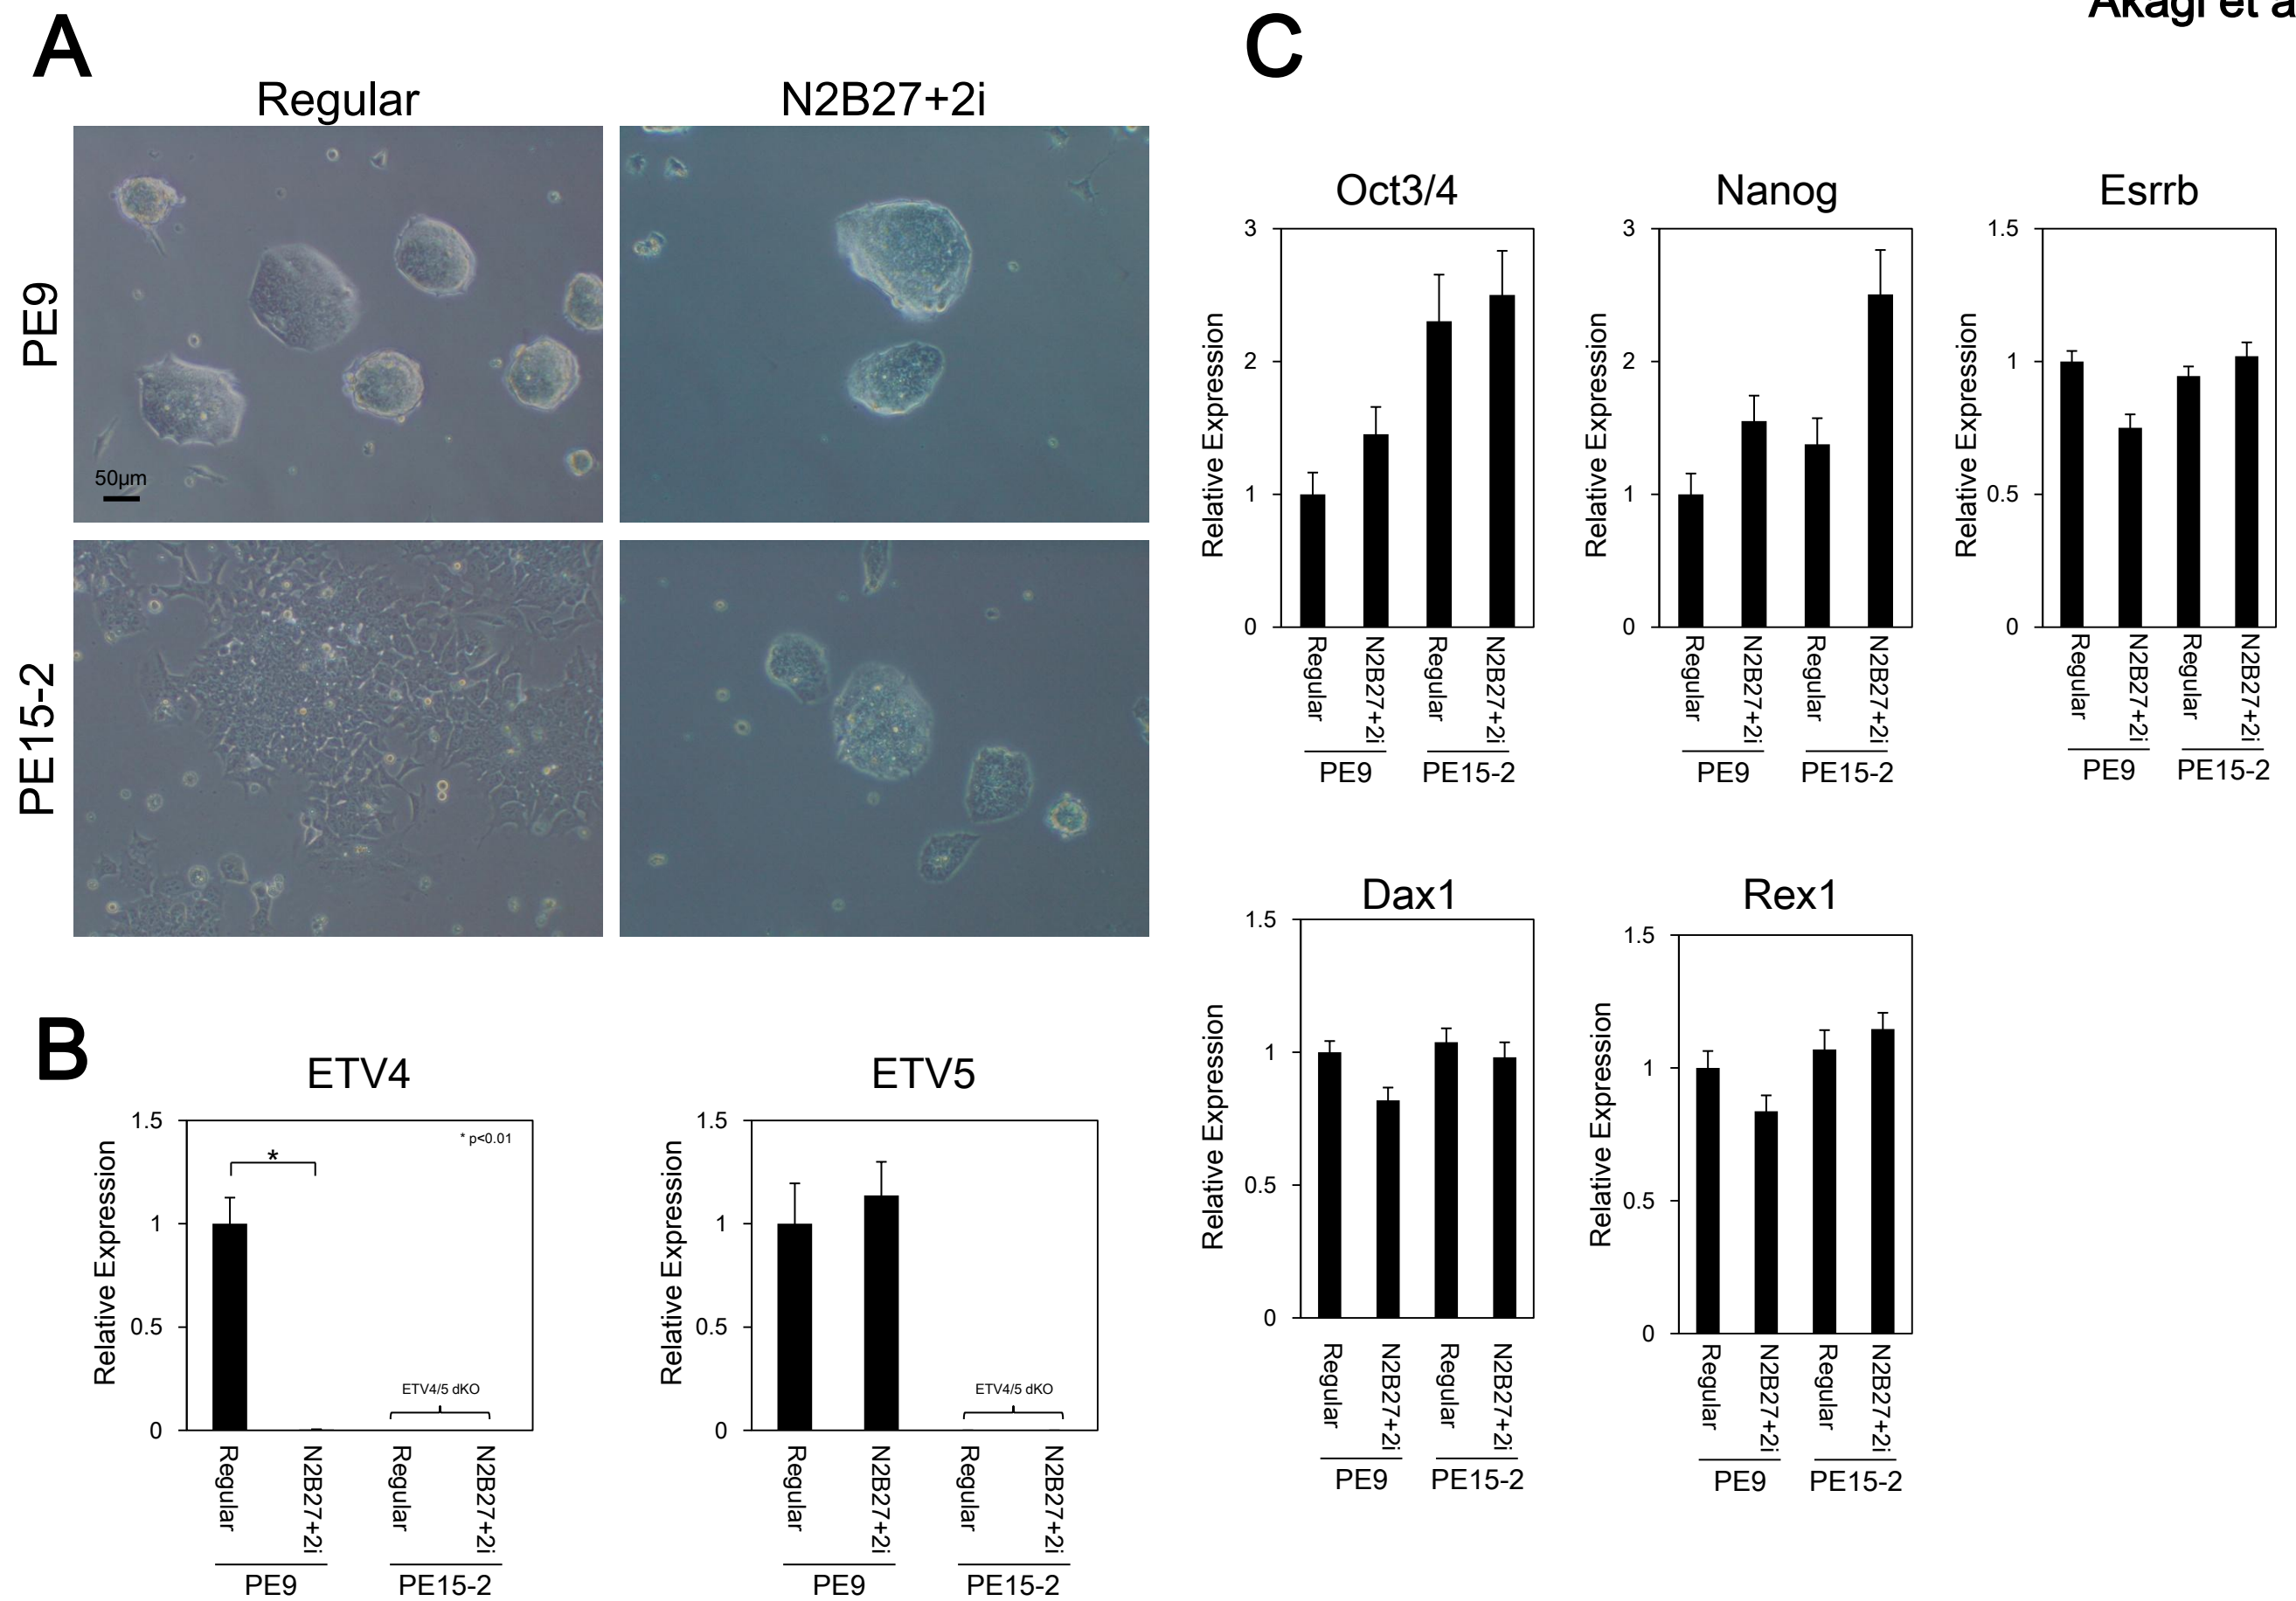 Akagi et a
A
Regular
N2B27+2i
PE9
50μm
PE15-2
B
ETV4
Relative Expression
1.5
1
0.5
0
* p<0.01
*
ETV4/5 dKO
Regular
N2B27+2i
Regular
N2B27+2i
PE9
PE15-2
ETV5
Relative Expression
1.5
1
0.5
0
ETV4/5 dKO
Regular
N2B27+2i
Regular
N2B27+2i
PE9
PE15-2
C
Oct3/4
Relative Expression
3
2
1
0
Regular
N2B27+2i
Regular
N2B27+2i
PE9
PE15-2
Nanog
Relative Expression
3
2
1
0
Regular
N2B27+2i
Regular
N2B27+2i
PE9
PE15-2
Esrrb
Relative Expression
1.5
1
0.5
0
Regular
N2B27+2i
Regular
N2B27+2i
PE9
PE15-2
Dax1
Relative Expression
1.5
1
0.5
0
Regular
N2B27+2i
Regular
N2B27+2i
PE9
PE15-2
Rex1
Relative Expression
1.5
1
0.5
0
Regular
N2B27+2i
Regular
N2B27+2i
PE9
PE15-2